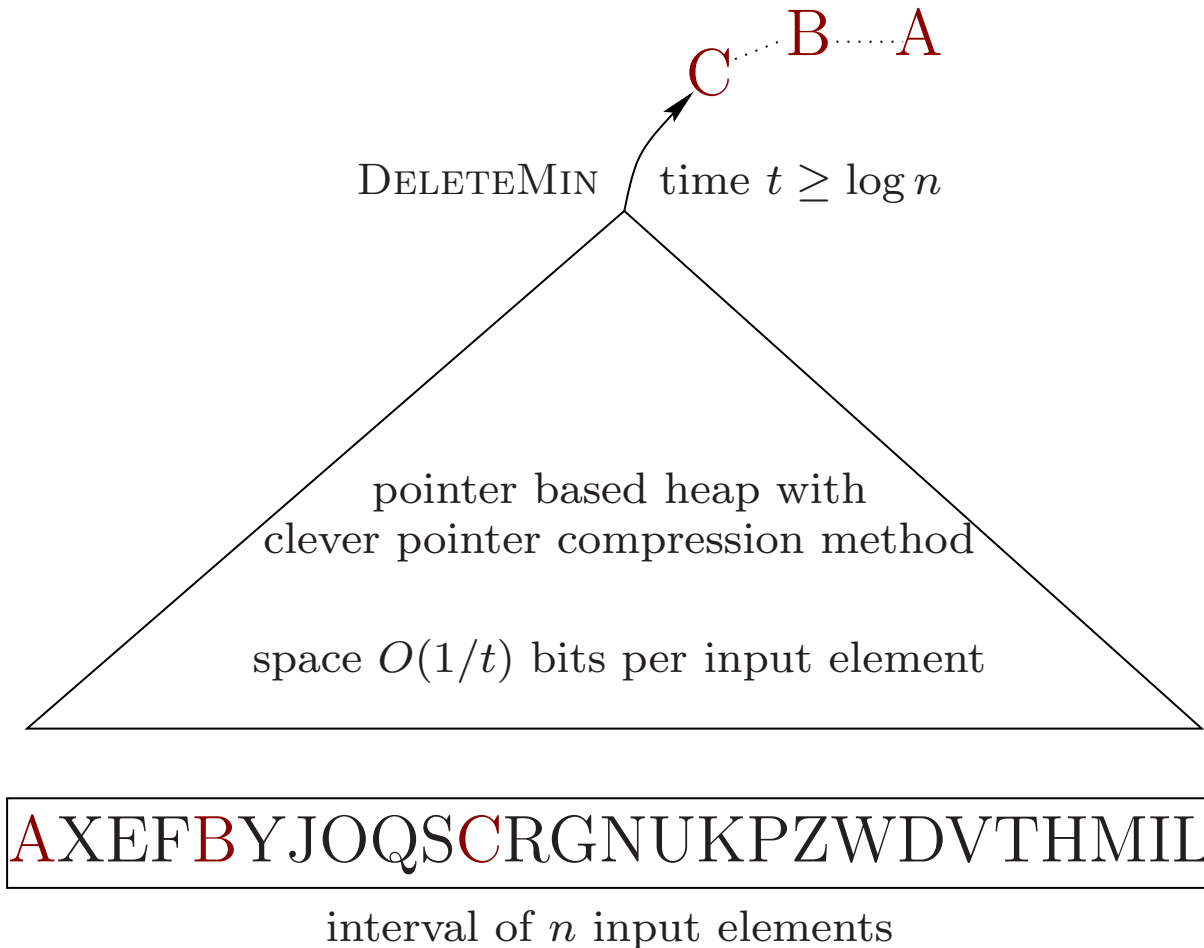 C B A
DELETEMIN time t ≥ log n
pointer based heap with
clever pointer compression method
space O(1/t) bits per input element
AXEFBYJOQSCRGNUKPZWDVTHMIL
interval of n input elements